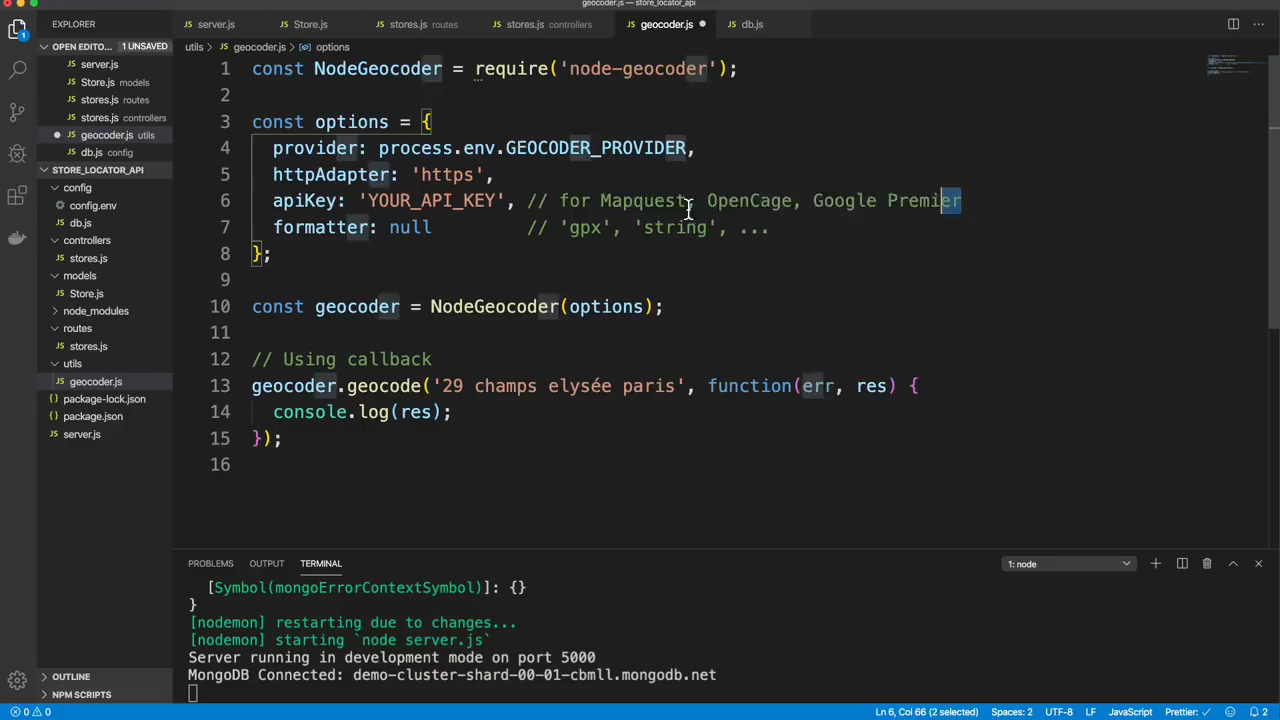 geocoder.js — store_locator_api
EXPLORER
server.js
Store.js
stores.js routes
stores.js controllers
geocoder.js
db.js
OPEN EDITO... 1 UNSAVED
utils
geocoder.js
options
server.js
Store.js models
stores.js routes
stores.js controllers
geocoder.js utils
db.js config
STORE_LOCATOR_API
config
config.env
db.js
controllers
stores.js
models
Store.js
node_modules
routes
stores.js
utils
geocoder.js
package-lock.json
package.json
server.js
OUTLINE
NPM SCRIPTS
1 const NodeGeocoder = require('node-geocoder');
2
3 const options = {
4 provider: process.env.GEOCODER_PROVIDER,
5 httpAdapter: 'https',
6 apiKey: 'YOUR_API_KEY', // for Mapquest, OpenCage, Google Premier
7 formatter: null // 'gpx', 'string', ...
8 };
9
10 const geocoder = NodeGeocoder(options);
11
12 // Using callback
13 geocoder.geocode('29 champs elysée paris', function(err, res) {
14 console.log(res);
15 });
16
PROBLEMS OUTPUT TERMINAL
1: node
[Symbol(mongoErrorContextSymbol)]: {}
}
[nodemon] restarting due to changes...
[nodemon] starting `node server.js`
Server running in development mode on port 5000
MongoDB Connected: demo-cluster-shard-00-01-cbmll.mongodb.net
0 0
Ln 6, Col 66 (2 selected) Spaces: 2 UTF-8 LF JavaScript Prettier: ✓ 2